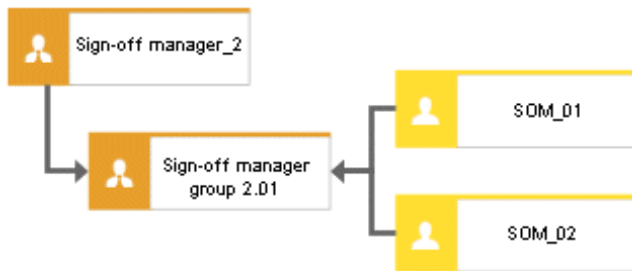 Sign-off manager_2
Sign-off manager
group 2.01
SOM_01
SOM_02